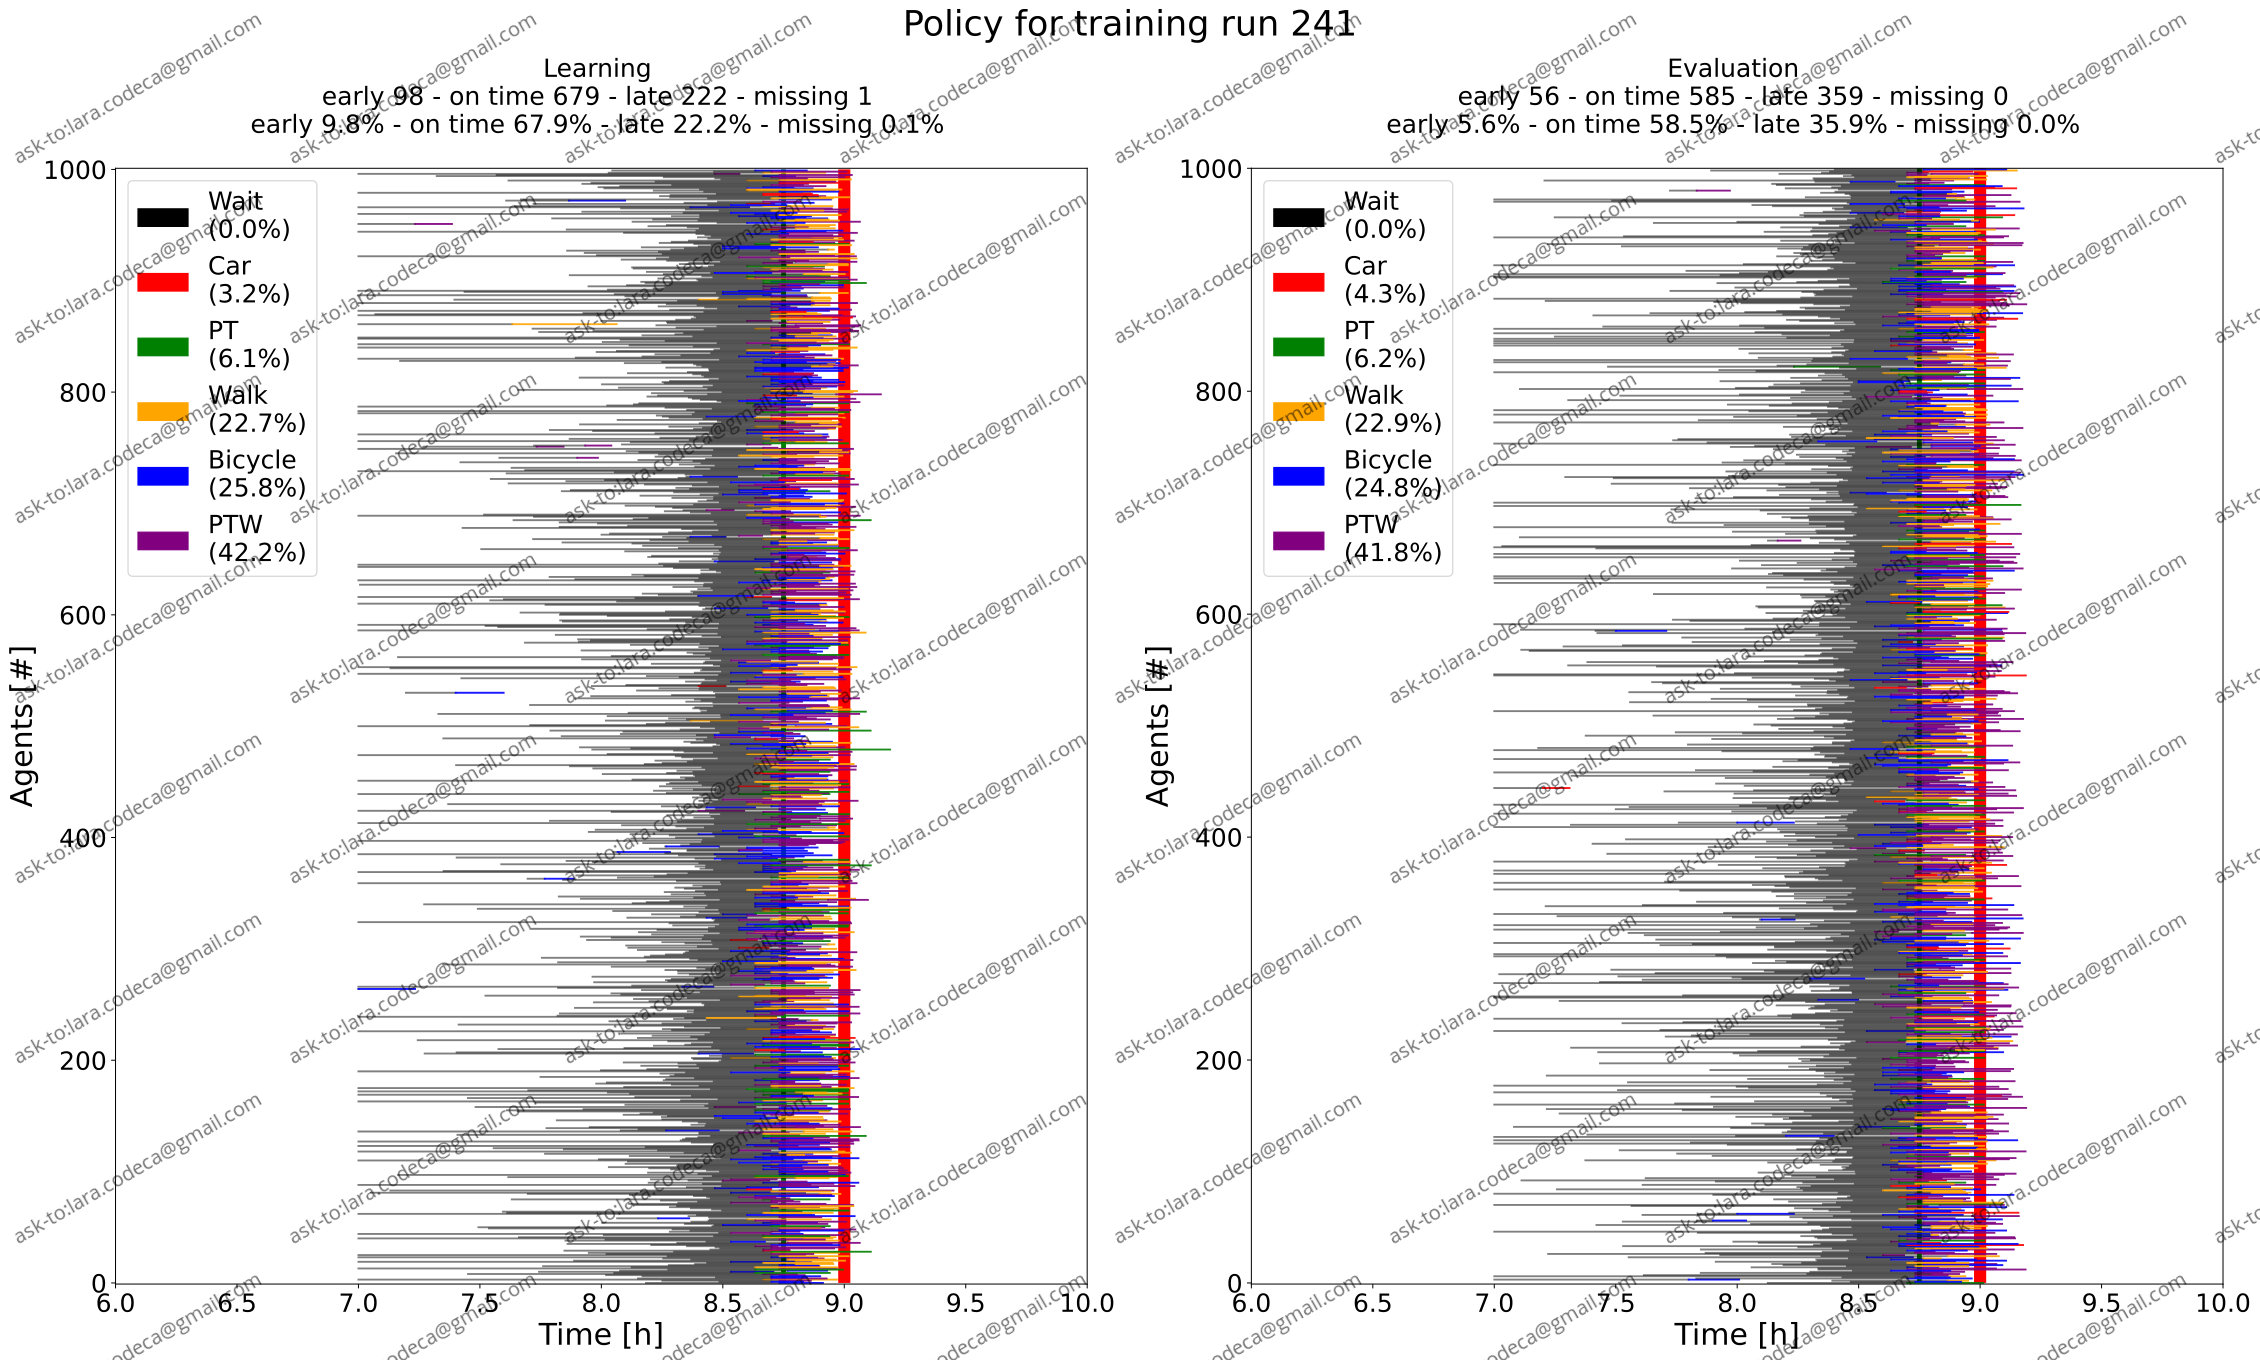 Policy for training run 241
Learning
early 98 - on time 679 - late 222 - missing 1
early 9.8% - on time 67.9% - late 22.2% - missing 0.1%
1000
800
600
400
200
0
Agents [#]
Wait
(0.0%)
Car
(3.2%)
PT
(6.1%)
Walk
(22.7%)
Bicycle
(25.8%)
PTW
(42.2%)
6.0 6.5 7.0 7.5 8.0 8.5 9.0 9.5 10.0
Time [h]
Evaluation
early 56 - on time 585 - late 359 - missing 0
early 5.6% - on time 58.5% - late 35.9% - missing 0.0%
1000
800
600
400
200
0
Agents [#]
Wait
(0.0%)
Car
(4.3%)
PT
(6.2%)
Walk
(22.9%)
Bicycle
(24.8%)
PTW
(41.8%)
6.0 6.5 7.0 7.5 8.0 8.5 9.0 9.5 10.0
Time [h]
ask-to:lara.codeca@gmail.com